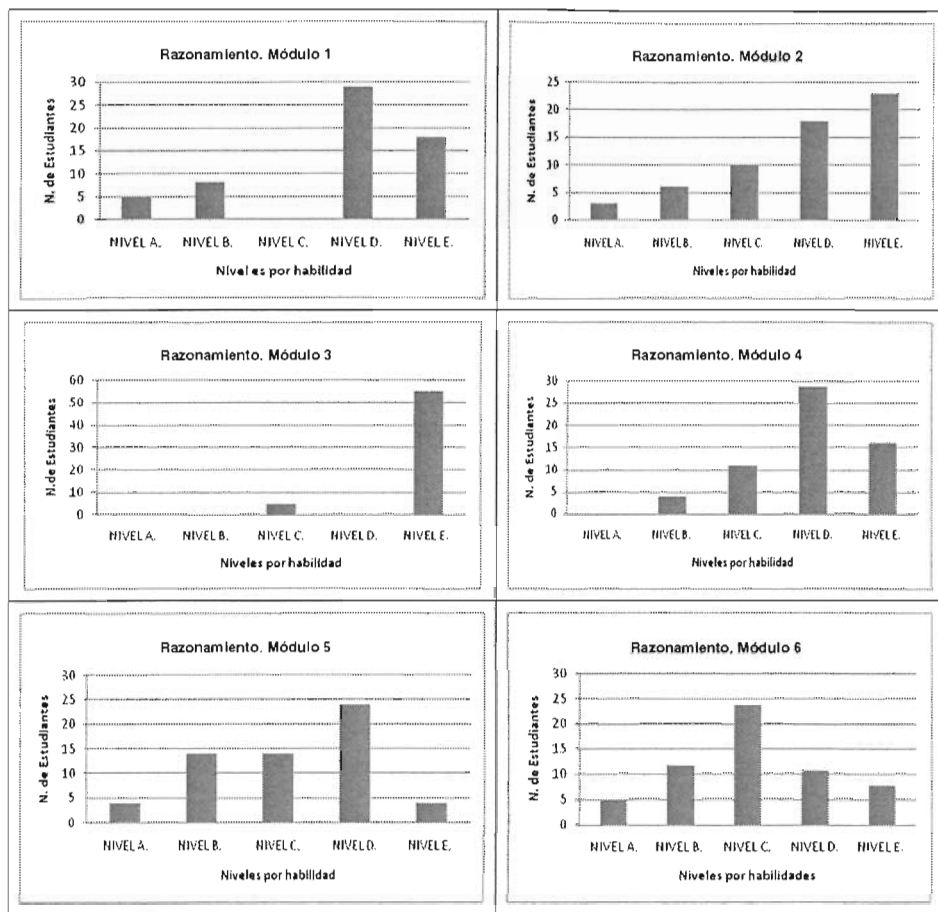 Razonamiento. Módulo 1
N. de Estudiantes
30
25
20
15
10
5
0
NIVEL A. NIVEL B. NIVEL C. NIVEL D. NIVEL E.
Niveles por habilidad
Razonamiento. Módulo 2
N. de Estudiantes
25
20
15
10
5
0
NIVEL A. NIVEL B. NIVEL C. NIVEL D. NIVEL E.
Niveles por habilidad
Razonamiento. Módulo 3
N.de Estudiantes
60
50
40
30
20
10
0
NIVEL A. NIVEL B. NIVEL C. NIVEL D. NIVEL E.
Niveles por habilidad
Razonamiento. Módulo 4
N. de Estudiantes
30
25
20
15
10
5
0
NIVEL A. NIVEL B. NIVEL C. NIVEL D. NIVEL E.
Niveles por habilidad
Razonamiento. Módulo 5
N. de Estudiantes
30
25
20
15
10
5
0
NIVEL A. NIVEL B. NIVEL C. NIVEL D. NIVEL E.
Niveles por habilidad
Razonamiento. Módulo 6
N. de Estudiantes
30
25
20
15
10
5
0
NIVEL A. NIVEL B. NIVEL C. NIVEL D. NIVEL E.
Niveles por habilidades